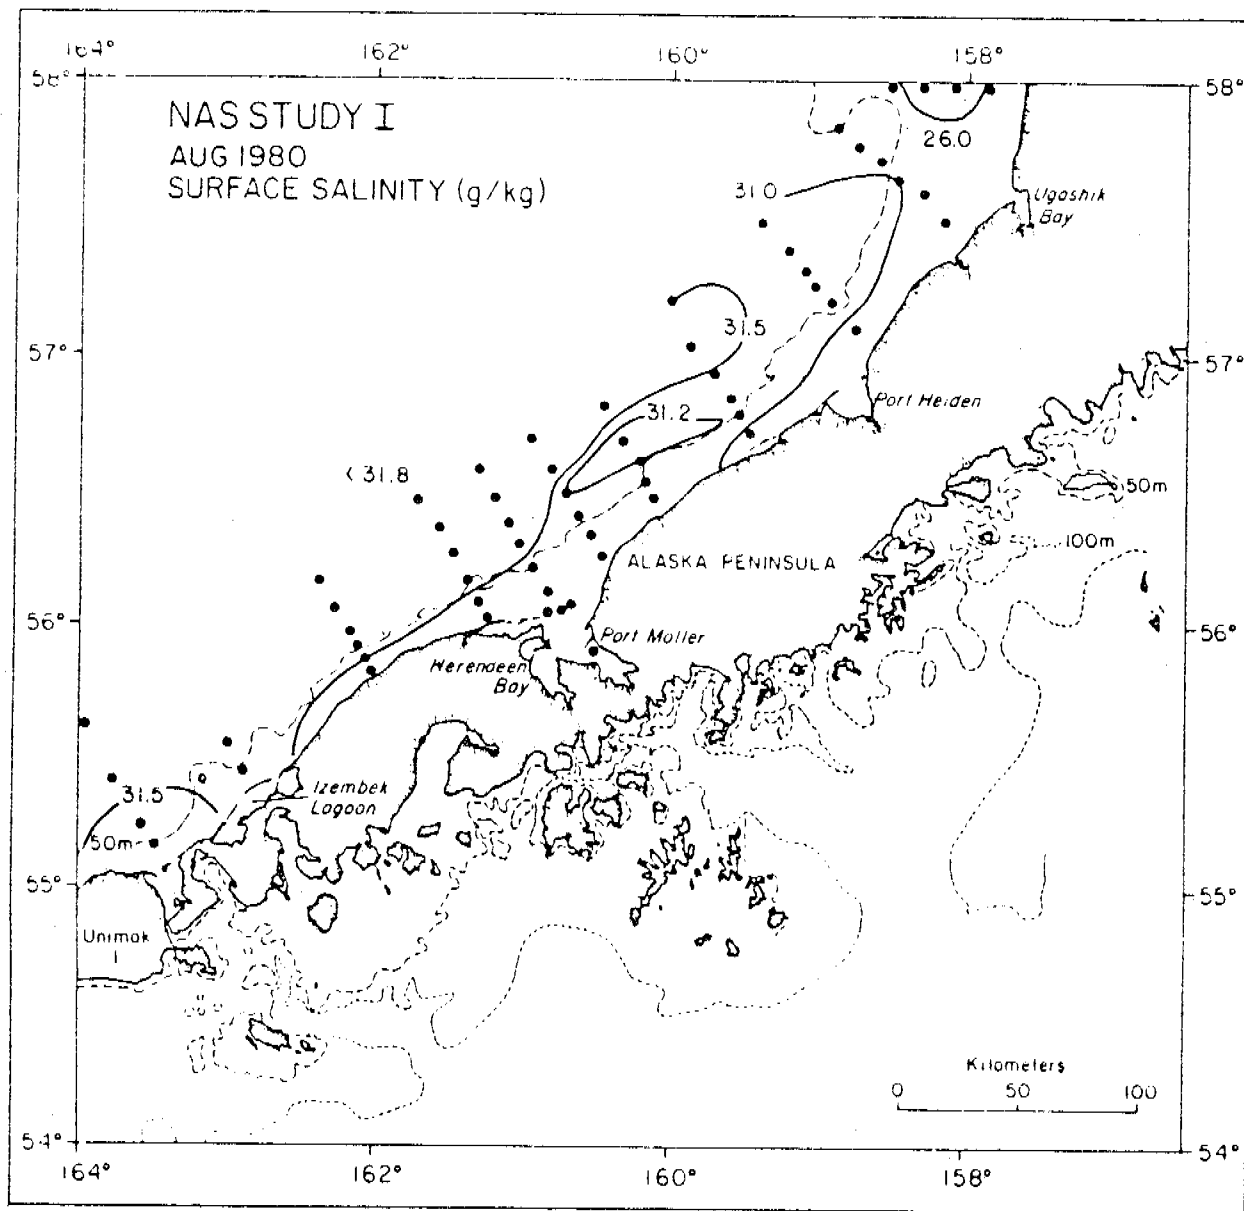 164° 162° 160° 158°
58° 58°
NAS STUDY I
AUG 1980
SURFACE SALINITY (g/kg)
26.0
31.0
Ugashik
Bay
31.5
57° 57°
Port Heiden
31.2
< 31.8
50m
100m
ALASKA PENINSULA
56° 56°
Port Moller
Herendeen
Bay
Izembek
Lagoon
31.5
50m
55° 55°
Unimak
I
Kilometers
0 50 100
54° 54°
164° 162° 160° 158°